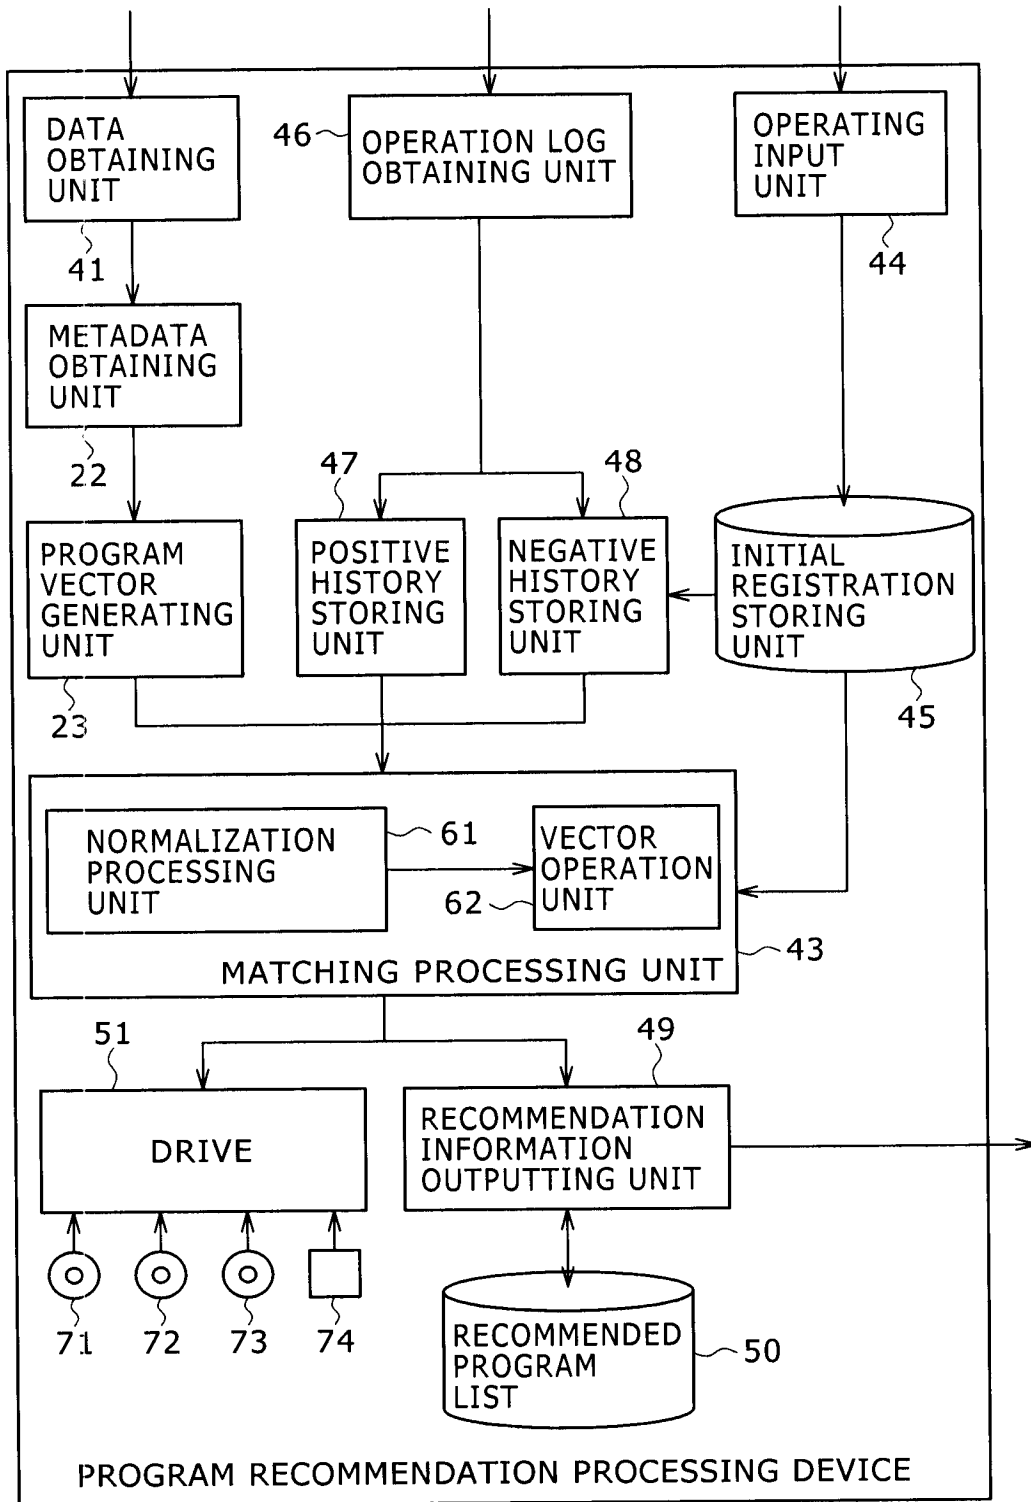 DATA
OBTAINING
UNIT
41
46
OPERATION LOG
OBTAINING UNIT
OPERATING
INPUT
UNIT
44
METADATA
OBTAINING
UNIT
22
47
48
PROGRAM
VECTOR
GENERATING
UNIT
23
POSITIVE
HISTORY
STORING
UNIT
NEGATIVE
HISTORY
STORING
UNIT
INITIAL
REGISTRATION
STORING
UNIT
45
NORMALIZATION
PROCESSING
UNIT
61
VECTOR
OPERATION
UNIT
62
MATCHING PROCESSING UNIT
43
51
DRIVE
49
RECOMMENDATION
INFORMATION
OUTPUTTING UNIT
71
72
73
74
RECOMMENDED
PROGRAM
LIST
50
PROGRAM RECOMMENDATION PROCESSING DEVICE